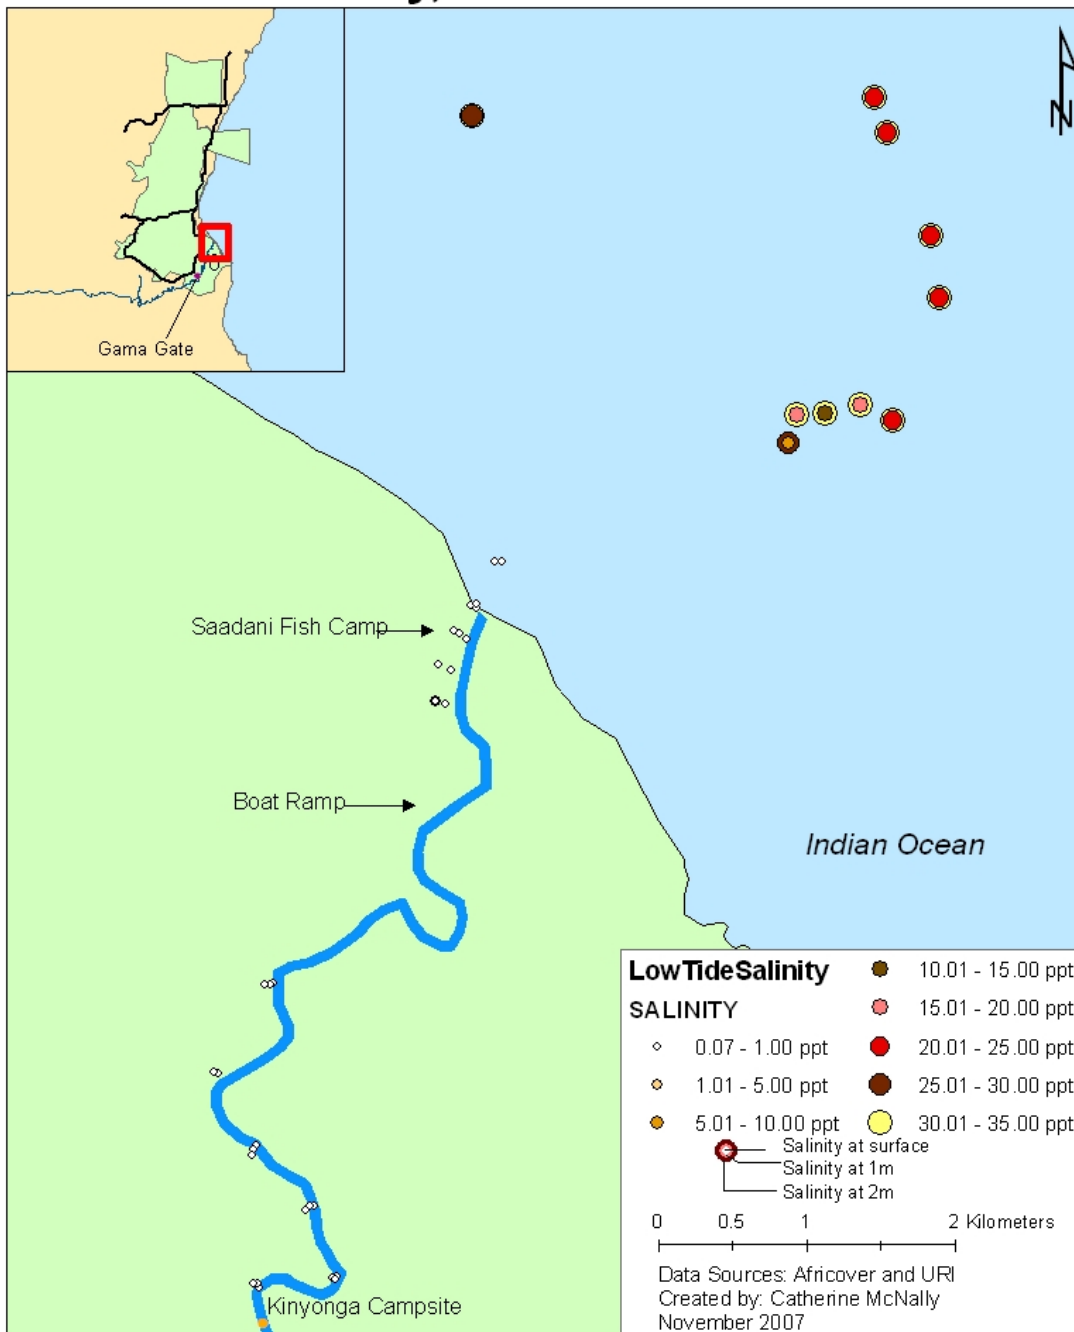 N
Gama Gate
Saadani Fish Camp
Boat Ramp
Indian Ocean
Kinyonga Campsite
LowTideSalinity
SALINITY
0.07 - 1.00 ppt
1.01 - 5.00 ppt
5.01 - 10.00 ppt
10.01 - 15.00 ppt
15.01 - 20.00 ppt
20.01 - 25.00 ppt
25.01 - 30.00 ppt
30.01 - 35.00 ppt
Salinity at surface
Salinity at 1m
Salinity at 2m
0 0.5 1 2 Kilometers
Data Sources: Africover and URI
Created by: Catherine McNally
November 2007